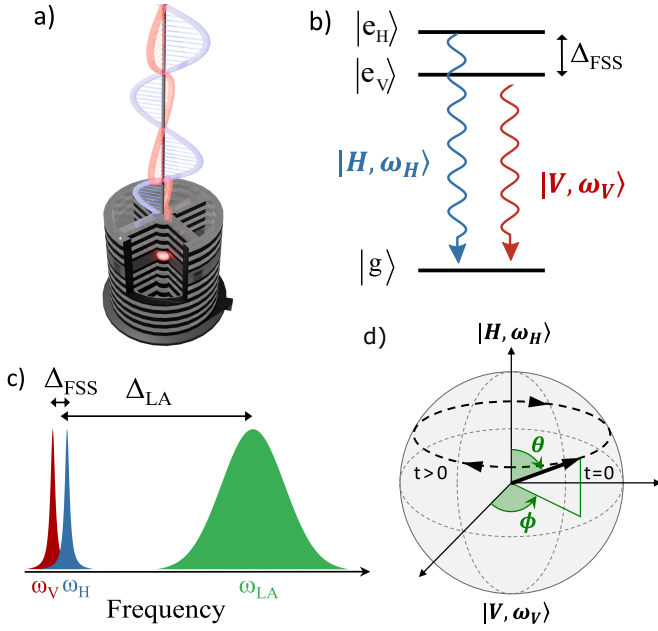 a)
b)
|e_H⟩
Δ_FSS
|e_V⟩
|H, ω_H⟩
|V, ω_V⟩
|g⟩
c)
Δ_FSS
Δ_LA
ω_V
ω_H
ω_LA
Frequency
d)
|H, ω_H⟩
θ
t>0
t=0
ϕ
|V, ω_V⟩